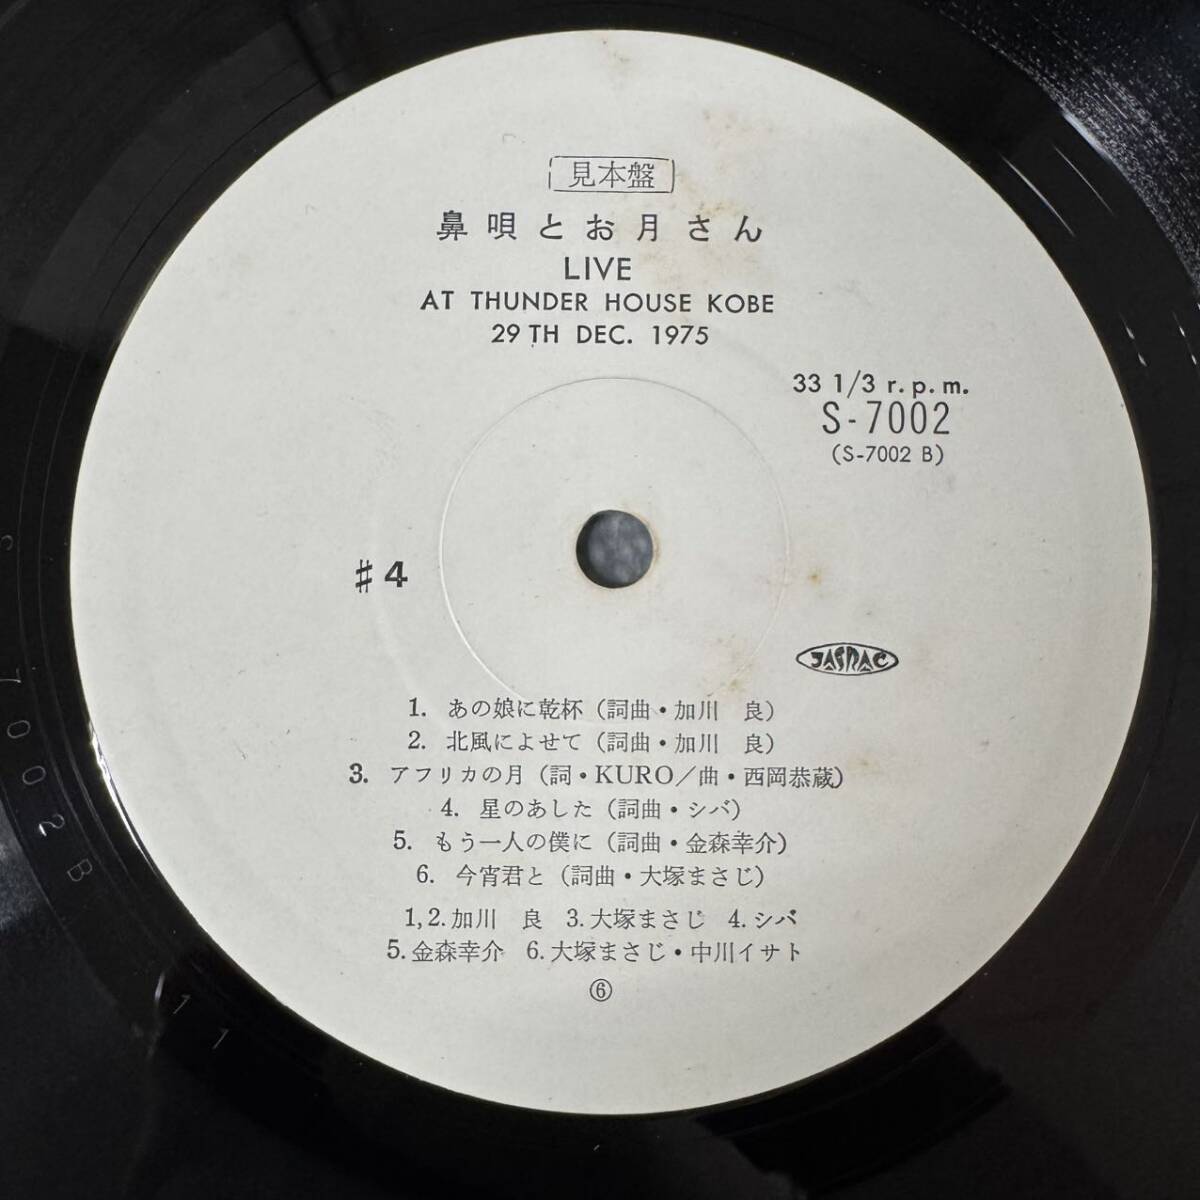 見本盤
鼻唄とお月さん
LIVE
AT THUNDER HOUSE KOBE
29TH DEC. 1975
33 1/3 r.p.m.
S-7002
(S-7002 B)
♯4
JASRAC
1. あの娘に乾杯（詞曲・加川 良）
2. 北風によせて（詞曲・加川 良）
3. アフリカの月（詞・KURO／曲・西岡恭蔵）
4. 星のあした（詞曲・シバ）
5. もう一人の僕に（詞曲・金森幸介）
6. 今宵君と（詞曲・大塚まさじ）
1,2.加川 良 3.大塚まさじ 4.シバ
5.金森幸介 6.大塚まさじ・中川イサト
⑥
S 7002 B
11